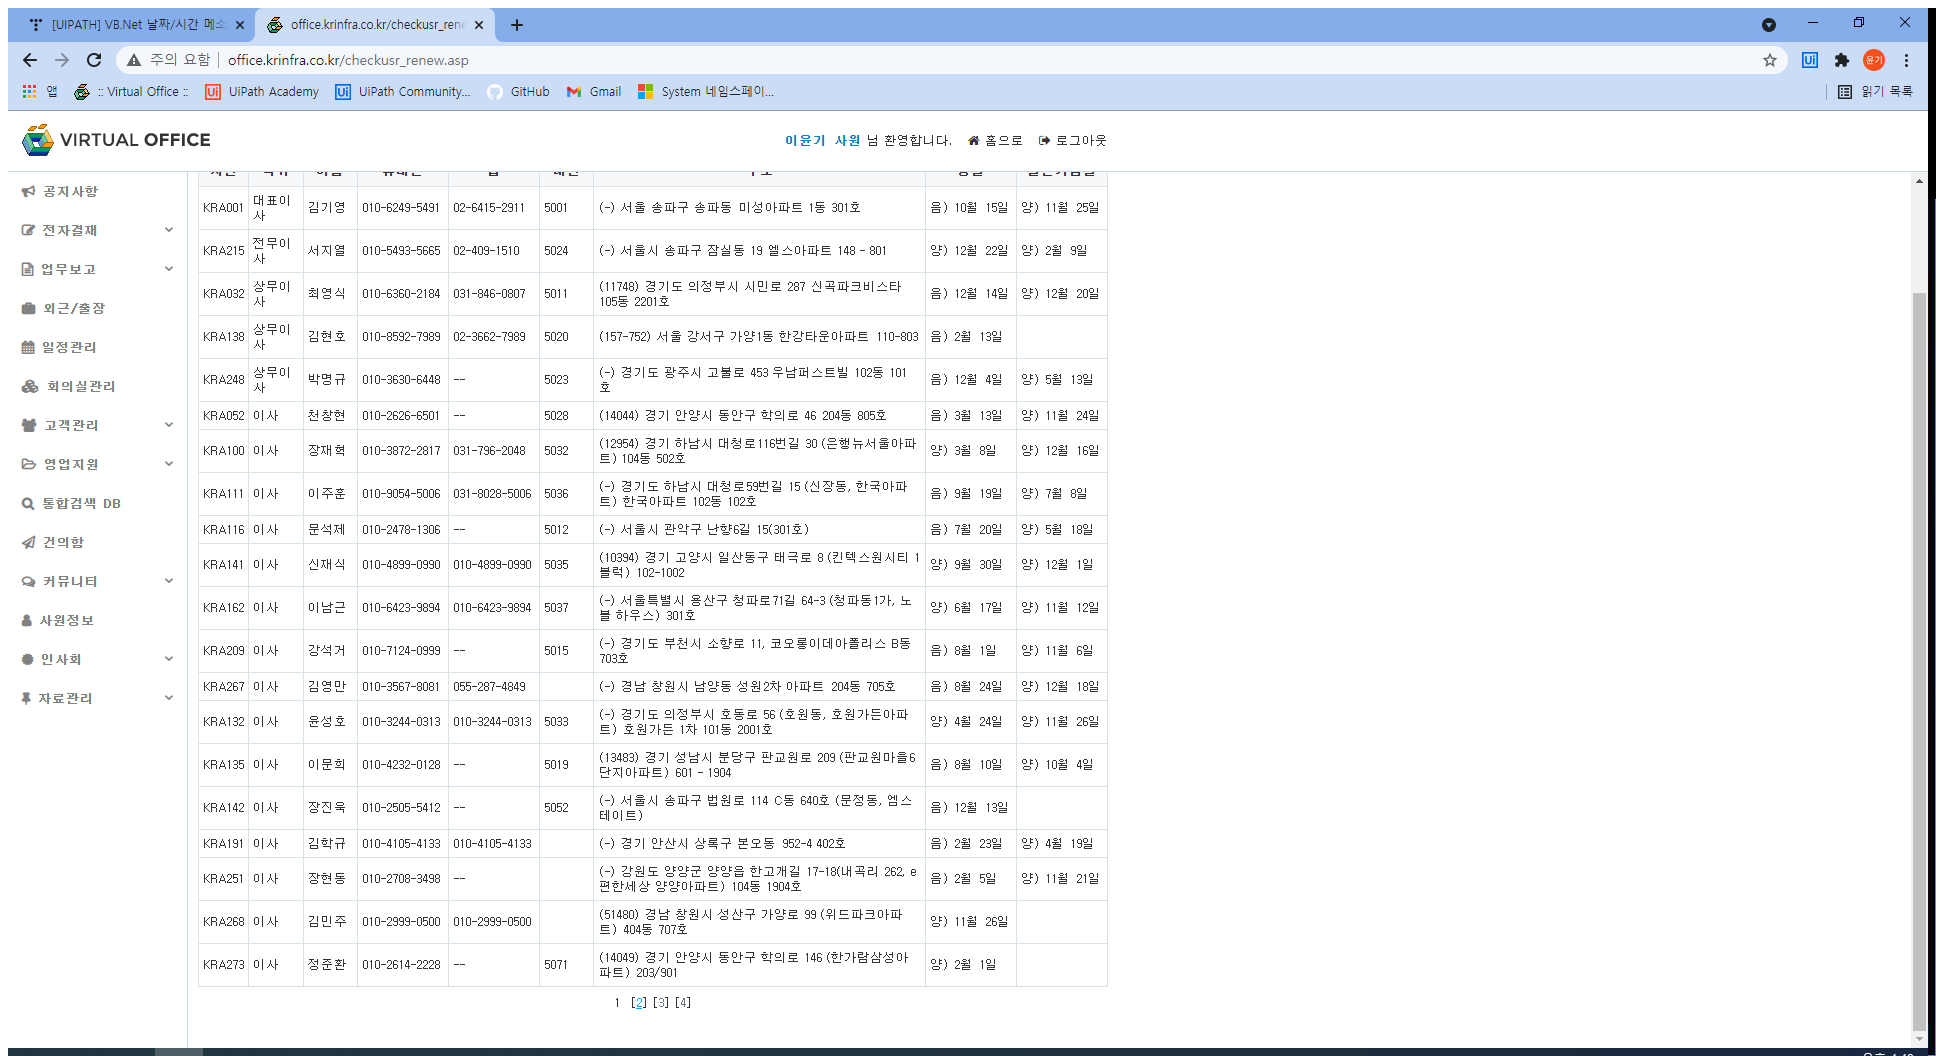 [UIPATH] VB.Net 날짜/시간 메소
office.krinfra.co.kr/checkusr_rene
주의 요함
office.krinfra.co.kr/checkusr_renew.asp
윤기
앱
:: Virtual Office ::
UiPath Academy
UiPath Community...
GitHub
Gmail
System 네임스페이...
읽기 목록
VIRTUAL OFFICE
이윤기 사원 님 환영합니다.
홈으로
로그아웃
공지사항
전자결재
업무보고
외근/출장
일정관리
회의실관리
고객관리
영업지원
통합검색 DB
건의함
커뮤니티
사원정보
인사회
자료관리
KRA001 대표이사 김기영 010-6249-5491 02-6415-2911 5001 (-) 서울 송파구 송파동 미성아파트 1동 301호 음) 10월 15일 양) 11월 25일
KRA215 전무이사 서지열 010-5493-5665 02-409-1510 5024 (-) 서울시 송파구 잠실동 19 엘스아파트 148 - 801 양) 12월 22일 양) 2월 9일
KRA032 상무이사 최영식 010-6360-2184 031-846-0807 5011 (11748) 경기도 의정부시 시민로 287 신곡파크비스타 105동 2201호 음) 12월 14일 양) 12월 20일
KRA138 상무이사 김현호 010-8592-7989 02-3662-7989 5020 (157-752) 서울 강서구 가양1동 한강타운아파트 110-803 음) 2월 13일
KRA248 상무이사 박명규 010-3630-6448 -- 5023 (-) 경기도 광주시 고불로 453 우남퍼스트빌 102동 101호 음) 12월 4일 양) 5월 13일
KRA052 이사 천창현 010-2626-6501 -- 5028 (14044) 경기 안양시 동안구 학의로 46 204동 805호 음) 3월 13일 양) 11월 24일
KRA100 이사 장재혁 010-3872-2817 031-796-2048 5032 (12954) 경기 하남시 대청로116번길 30 (은행뉴서울아파트) 104동 502호 양) 3월 8일 양) 12월 16일
KRA111 이사 이주훈 010-9054-5006 031-8028-5006 5036 (-) 경기도 하남시 대청로59번길 15 (신장동, 한국아파트) 한국아파트 102동 102호 음) 9월 19일 양) 7월 8일
KRA116 이사 문석제 010-2478-1306 -- 5012 (-) 서울시 관악구 난향6길 15(301호) 음) 7월 20일 양) 5월 18일
KRA141 이사 신재식 010-4899-0990 010-4899-0990 5035 (10394) 경기 고양시 일산동구 태극로 8 (킨텍스원시티 1블럭) 102-1002 양) 9월 30일 양) 12월 1일
KRA162 이사 이남근 010-6423-9894 010-6423-9894 5037 (-) 서울특별시 용산구 청파로71길 64-3 (청파동1가, 노블 하우스) 301호 양) 6월 17일 양) 11월 12일
KRA209 이사 강석거 010-7124-0999 -- 5015 (-) 경기도 부천시 소향로 11, 코오롱이데아폴리스 B동 703호 음) 8월 1일 양) 11월 6일
KRA267 이사 김영만 010-3567-8081 055-287-4849 (-) 경남 창원시 남양동 성원2차 아파트 204동 705호 음) 8월 24일 양) 12월 18일
KRA132 이사 윤성호 010-3244-0313 010-3244-0313 5033 (-) 경기도 의정부시 호동로 56 (호원동, 호원가든아파트) 호원가든 1차 101동 2001호 양) 4월 24일 양) 11월 26일
KRA135 이사 이문희 010-4232-0128 -- 5019 (13483) 경기 성남시 분당구 판교원로 209 (판교원마을6단지아파트) 601 - 1904 음) 8월 10일 양) 10월 4일
KRA142 이사 장진욱 010-2505-5412 -- 5052 (-) 서울시 송파구 법원로 114 C동 640호 (문정동, 엠스테이트) 음) 12월 13일
KRA191 이사 김학규 010-4105-4133 010-4105-4133 (-) 경기 안산시 상록구 본오동 952-4 402호 음) 2월 23일 양) 4월 19일
KRA251 이사 장현동 010-2708-3498 -- (-) 강원도 양양군 양양읍 한고개길 17-18(내곡리 262, e편한세상 양양아파트) 104동 1904호 음) 2월 5일 양) 11월 21일
KRA268 이사 김민주 010-2999-0500 010-2999-0500 (51480) 경남 창원시 성산구 가양로 99 (위드파크아파트) 404동 707호 양) 11월 26일
KRA273 이사 정준환 010-2614-2228 -- 5071 (14049) 경기 안양시 동안구 학의로 146 (한가람삼성아파트) 203/901 양) 2월 1일
1 [2] [3] [4]